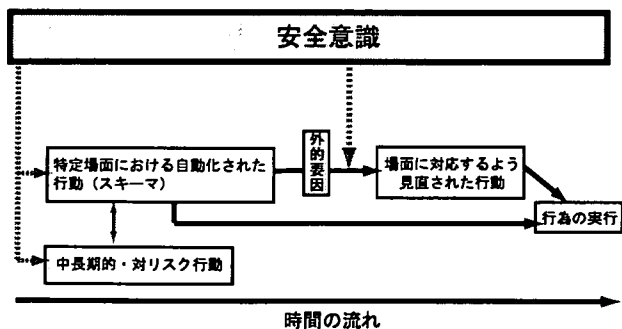 安全意識
特定場面における自動化された
行動（スキーマ）
外的要因
場面に対応するよう
見直された行動
行為の実行
中長期的・対リスク行動
時間の流れ